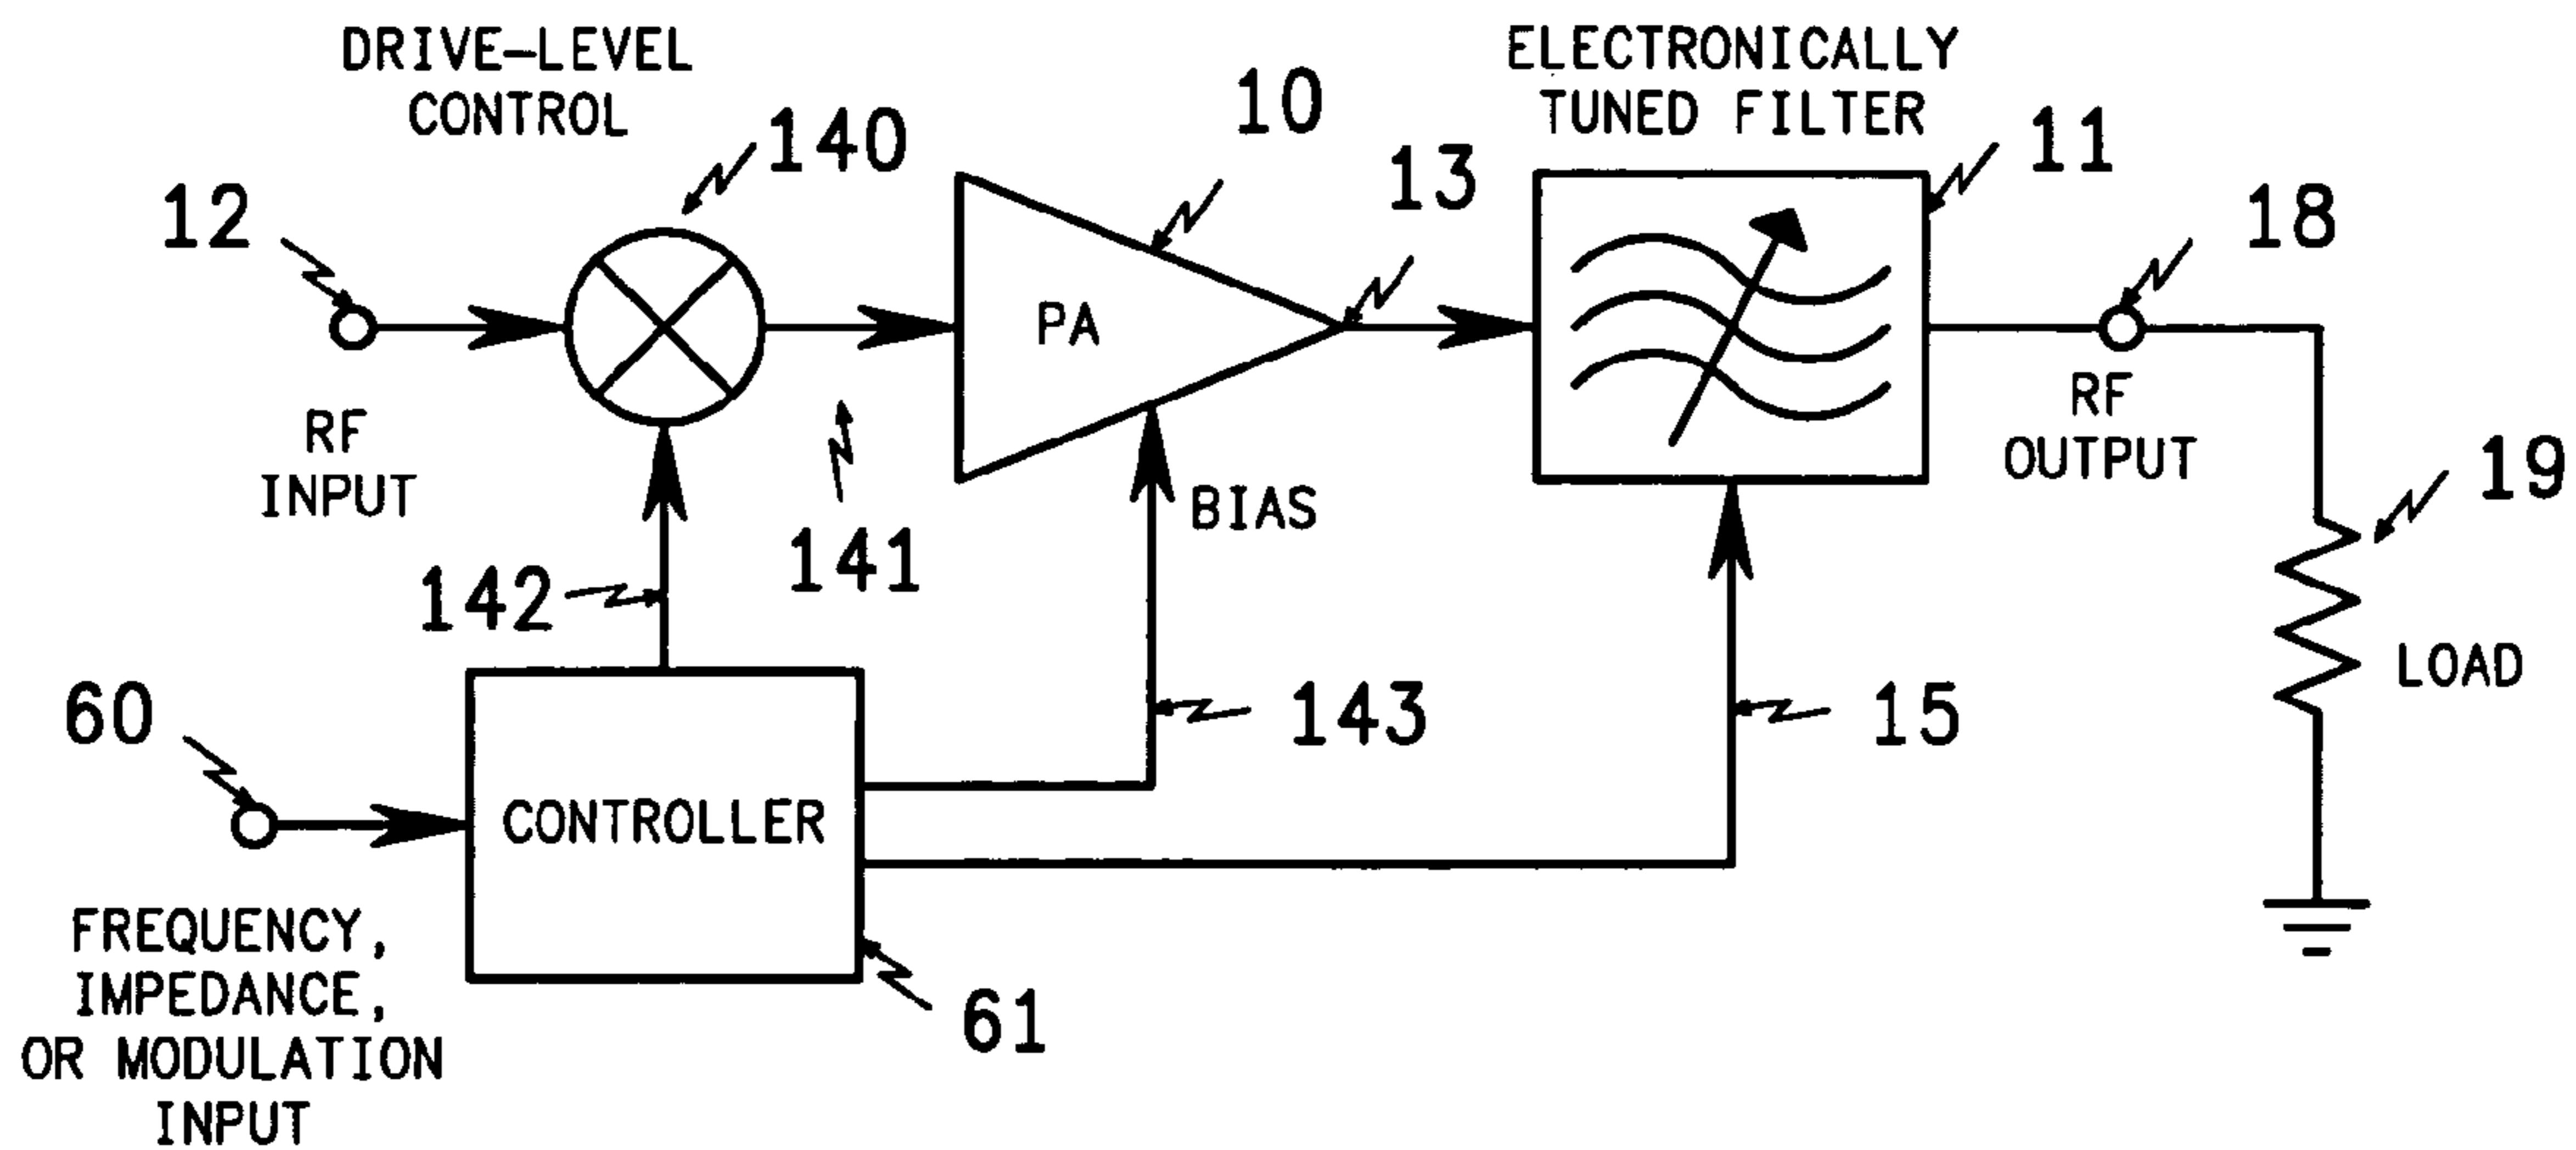 DRIVE-LEVEL
CONTROL
140
10
ELECTRONICALLY
TUNED FILTER
11
13
12
18
PA
RF
INPUT
RF
OUTPUT
BIAS
19
141
142
LOAD
60
143
15
CONTROLLER
FREQUENCY,
IMPEDANCE,
OR MODULATION
INPUT
61